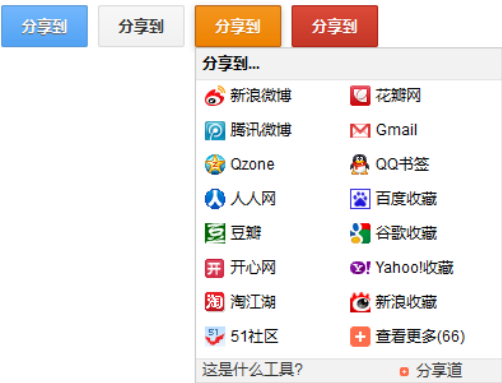 分享到 分享到 分享到 分享到
分享到...
新浪微博 花瓣网
腾讯微博 Gmail
Qzone QQ书签
人人网 百度收藏
豆 豆瓣 谷歌收藏
开 开心网 Yahoo!收藏
淘 淘江湖 新浪收藏
51 51社区 查看更多(66)
这是什么工具? 分享道